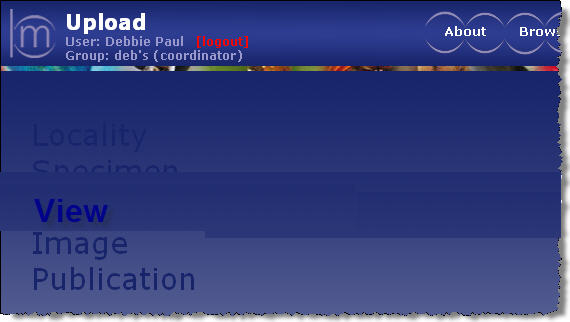 m
Upload
User: Debbie Paul [logout]
Group: deb's (coordinator)
About
Brow
Locality
Specimen
View
Image
Publication